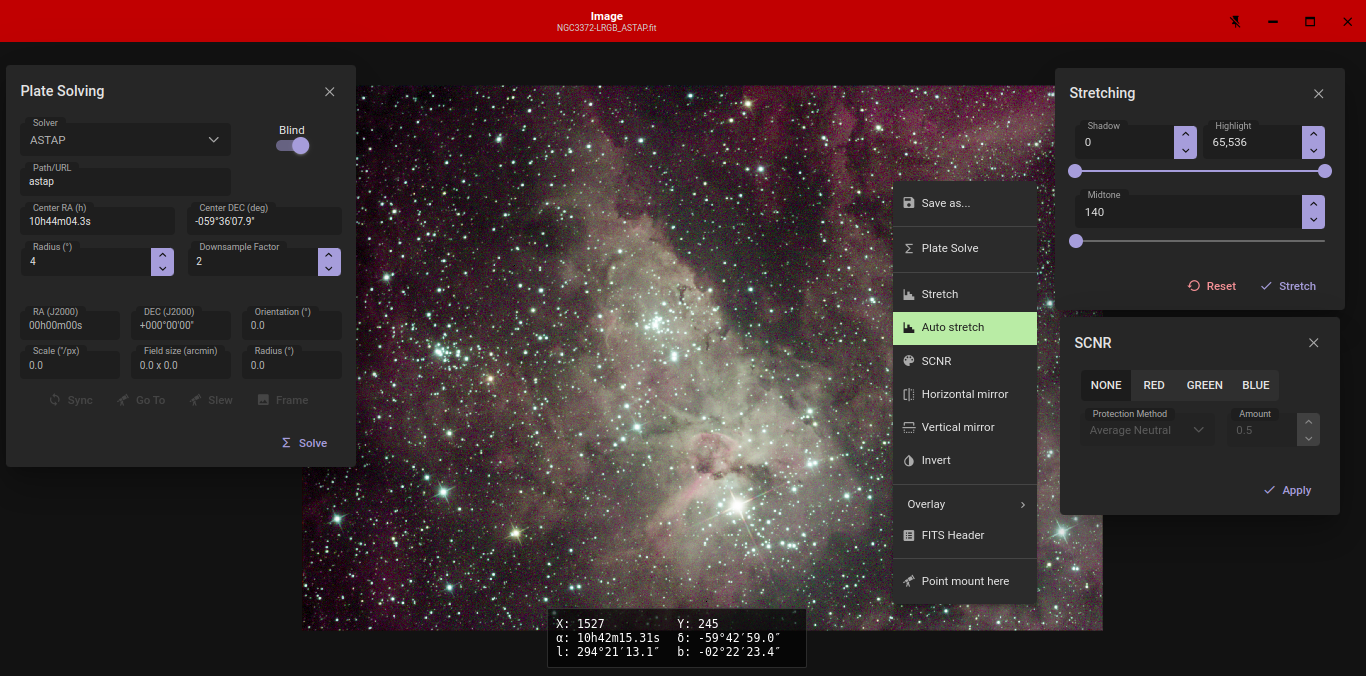 Image
NGC3372-LRGB_ASTAP.fit
Plate Solving
Solver
ASTAP
Blind
Path/URL
astap
Center RA (h)
10h44m04.3s
Center DEC (deg)
-059°36'07.9"
Radius (°)
4
Downsample Factor
2
RA (J2000)
00h00m00s
DEC (J2000)
+000°00'00"
Orientation (°)
0.0
Scale ("/px)
0.0
Field size (arcmin)
0.0 x 0.0
Radius (°)
0.0
Sync
Go To
Slew
Frame
Solve
Save as...
Plate Solve
Stretch
Auto stretch
SCNR
Horizontal mirror
Vertical mirror
Invert
Overlay
FITS Header
Point mount here
Stretching
Shadow
0
Highlight
65,536
Midtone
140
Reset
Stretch
SCNR
NONE RED GREEN BLUE
Protection Method
Average Neutral
Amount
0.5
Apply
X: 1527 Y: 245
α: 10h42m15.31s δ: -59°42′59.0″
l: 294°21′13.1″ b: -02°22′23.4″